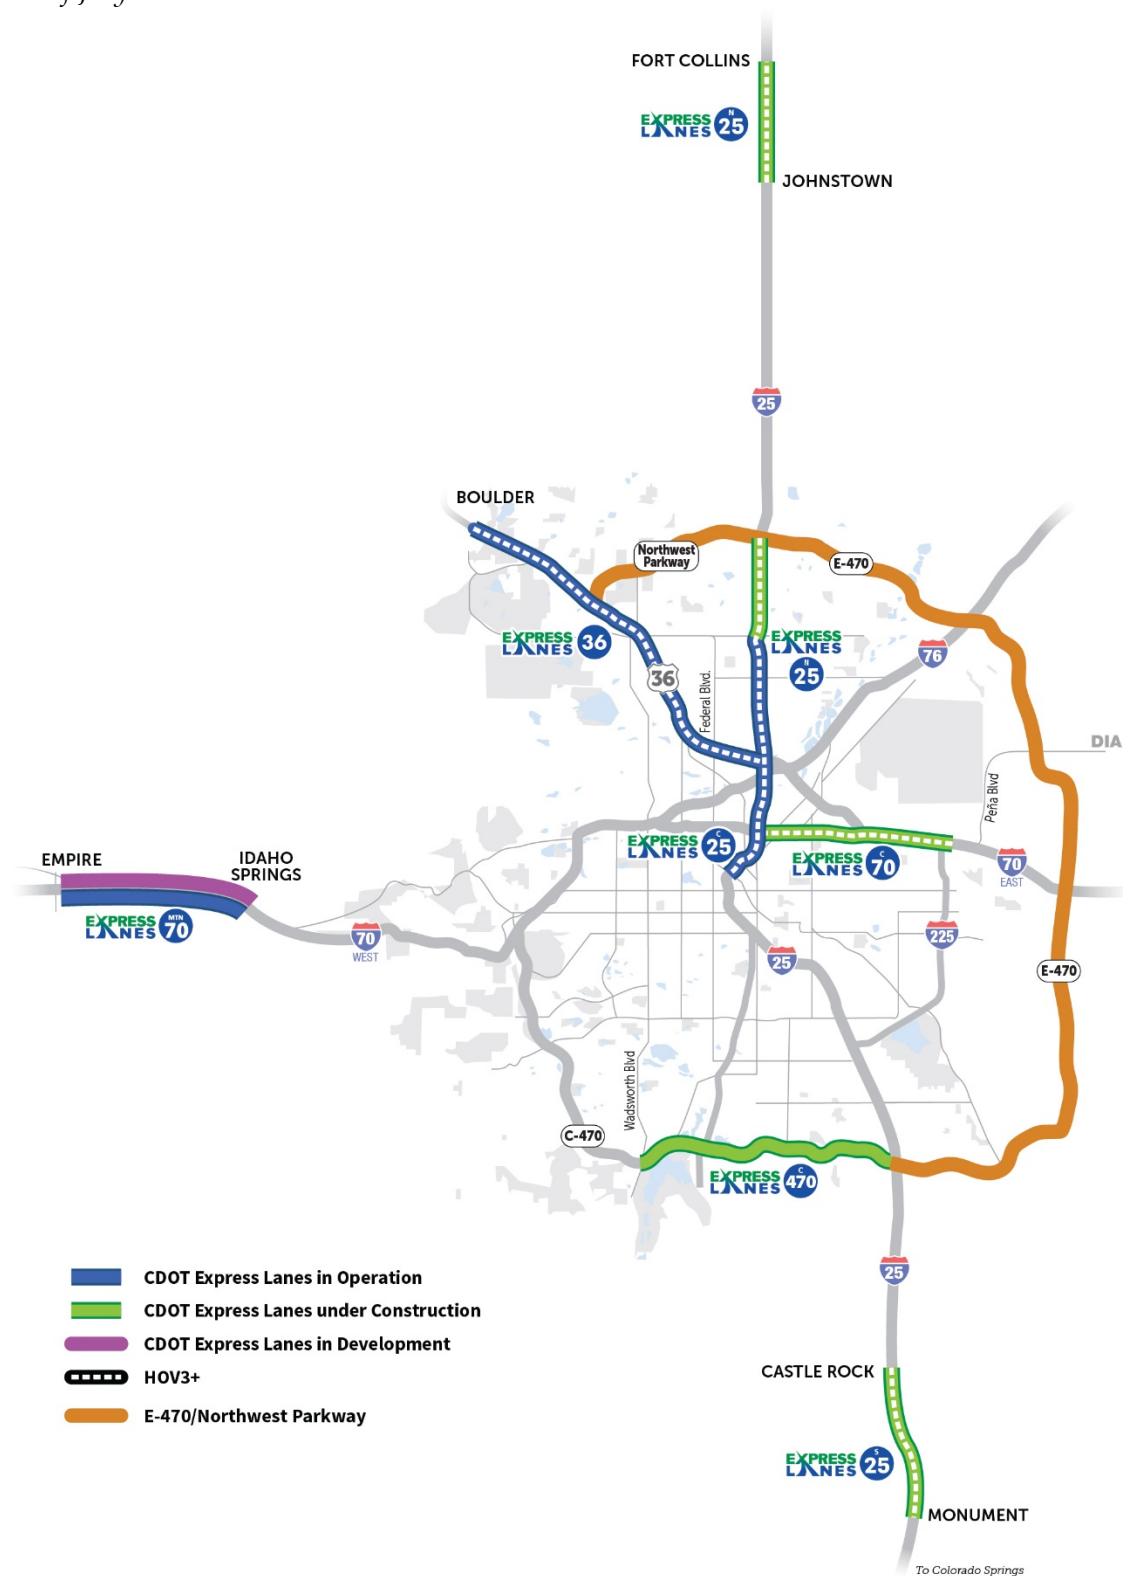 FORT COLLINS
EXPRESS
LANES
N
25
JOHNSTOWN
25
BOULDER
Northwest
Parkway
E-470
EXPRESS
LANES
36
36
Federal Blvd.
EXPRESS
LANES
N
25
76
DIA
Peña Blvd
EXPRESS
LANES
C
25
EXPRESS
LANES
C
70
70
EAST
EMPIRE
IDAHO
SPRINGS
EXPRESS
LANES
MTN
70
70
WEST
225
25
E-470
Wadsworth Blvd
C-470
EXPRESS
LANES
C
470
25
CDOT Express Lanes in Operation
CDOT Express Lanes under Construction
CDOT Express Lanes in Development
HOV3+
E-470/Northwest Parkway
CASTLE ROCK
EXPRESS
LANES
S
25
MONUMENT
To Colorado Springs